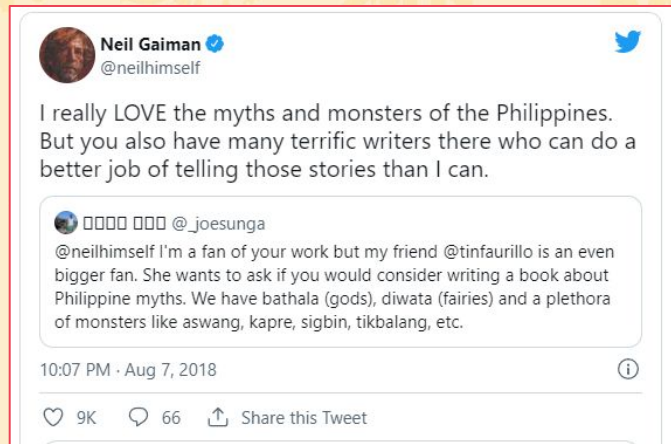 Neil Gaiman
@neilhimself
I really LOVE the myths and monsters of the Philippines.
But you also have many terrific writers there who can do a
better job of telling those stories than I can.
@_joesunga
@neilhimself I'm a fan of your work but my friend @tinfaurillo is an even
bigger fan. She wants to ask if you would consider writing a book about
Philippine myths. We have bathala (gods), diwata (fairies) and a plethora
of monsters like aswang, kapre, sigbin, tikbalang, etc.
10:07 PM · Aug 7, 2018
9K 66 Share this Tweet